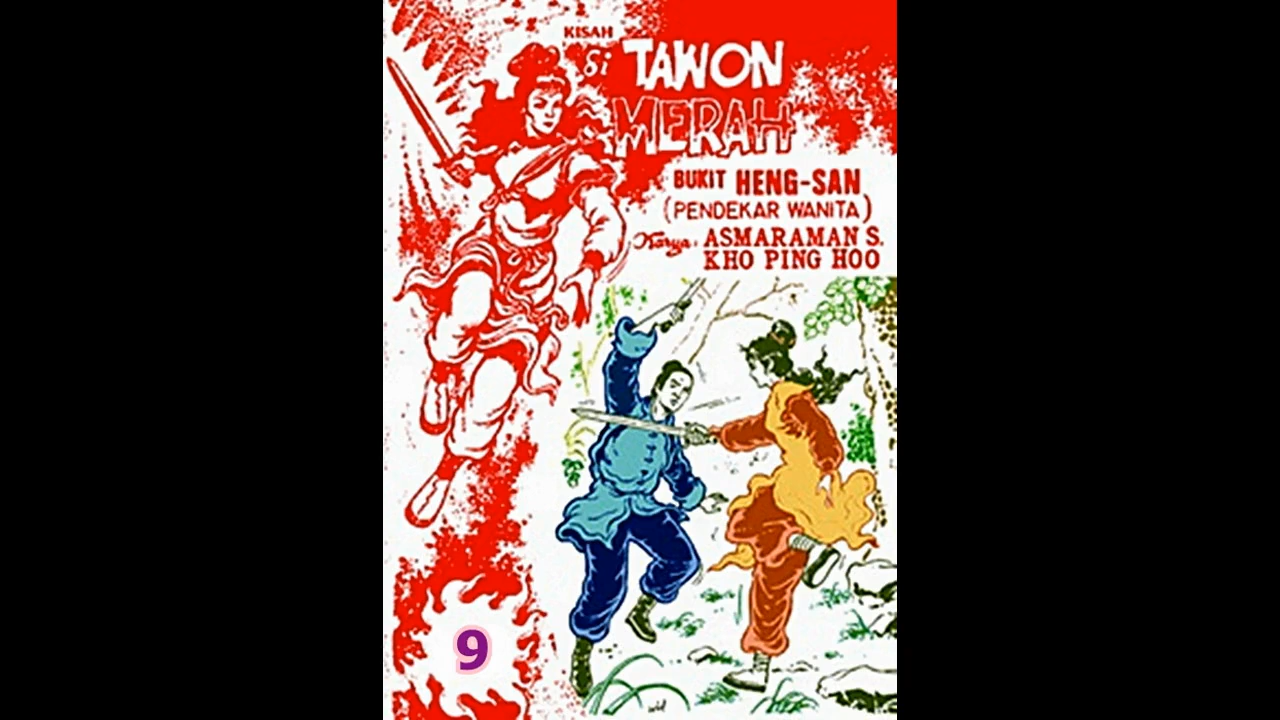 KISAH
Si TAWON
MERAH
BUKIT HENG-SAN
(PENDEKAR WANITA)
Karya: ASMARAMAN S.
KHO PING HOO
9